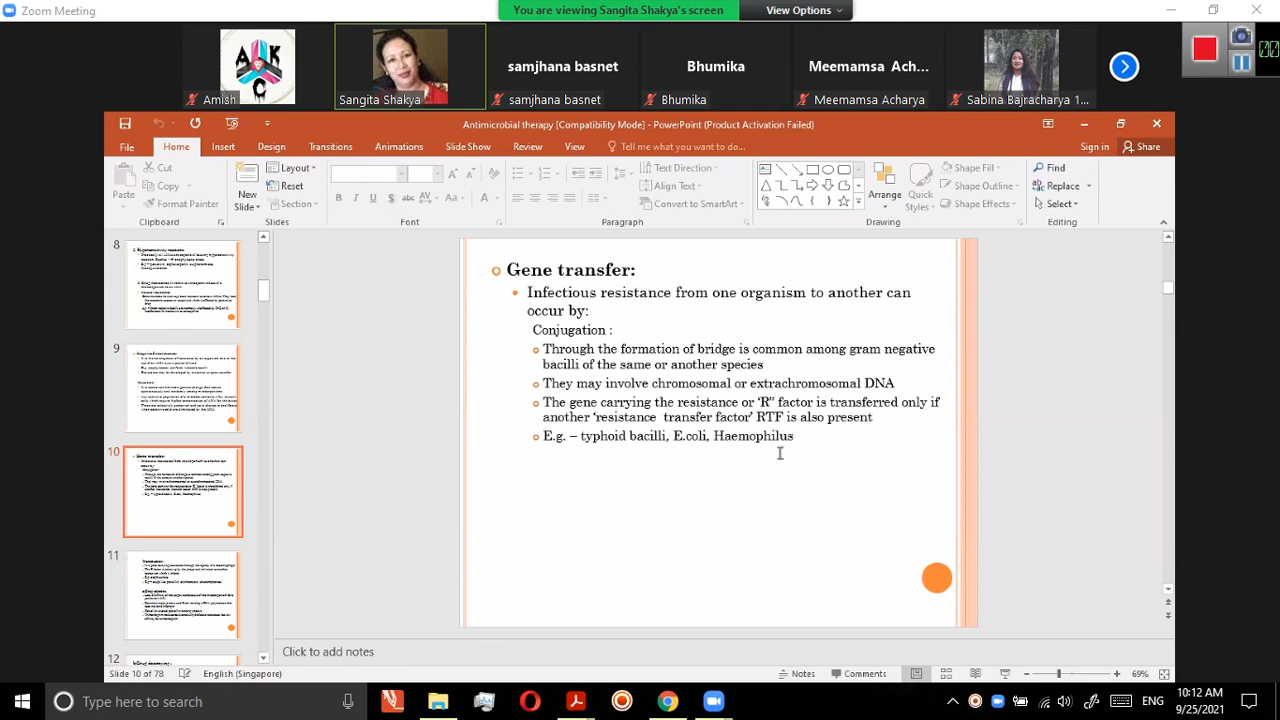 Zoom Meeting
You are viewing Sangita Shakya's screen
View Options
A K C
samjhana basnet
Bhumika
Meemamsa Ach...
Amish
Sangita Shakya
samjhana basnet
Bhumika
Meemamsa Acharya
Sabina Bajracharya 1...
Antimicrobial therapy [Compatibility Mode] - PowerPoint (Product Activation Failed)
File Home Insert Design Transitions Animations Slide Show Review View Tell me what you want to do... Sign in Share
Paste
Cut
Copy
Format Painter
Clipboard
New Slide
Layout
Reset
Section
Slides
B I U S abc AV Aa A
Font
Text Direction
Align Text
Convert to SmartArt
Paragraph
Arrange
Quick Styles
Shape Fill
Shape Outline
Shape Effects
Drawing
Find
Replace
Select
Editing
8
9
10
11
12
Gene transfer:
Infectious resistance from one organism to another can
occur by:
Conjugation :
Through the formation of bridge is common among gram negative
bacilli of the same or another species
They may involve chromosomal or extrachromosomal DNA
The gene carrying the resistance or 'R” factor is transferred only if
another 'resistance transfer factor' RTF is also present
E.g. – typhoid bacilli, E.coli, Haemophilus
Click to add notes
Slide 10 of 78 English (Singapore) Notes Comments 69%
Type here to search
ENG
10:12 AM
9/25/2021